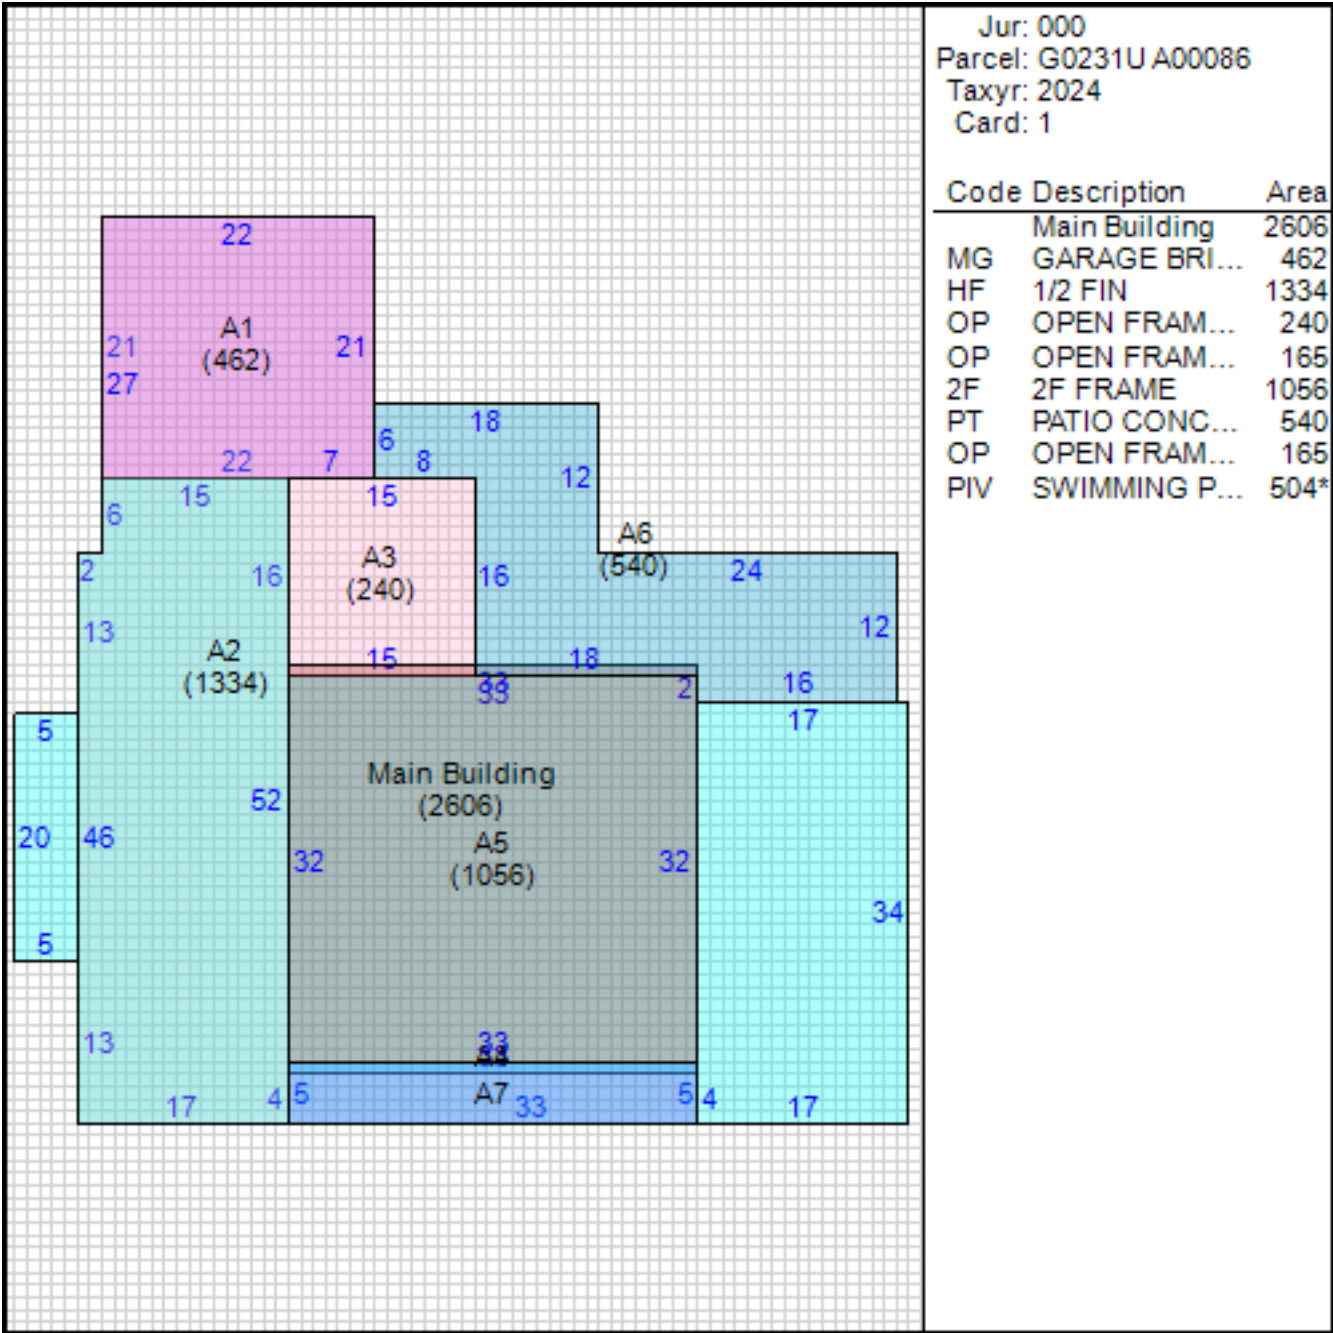 Jur: 000
Parcel: G0231U A00086
Taxyr: 2024
Card: 1
Code Description Area
Main Building 2606
MG GARAGE BRI... 462
HF 1/2 FIN 1334
OP OPEN FRAM... 240
OP OPEN FRAM... 165
2F 2F FRAME 1056
PT PATIO CONC... 540
OP OPEN FRAM... 165
PIV SWIMMING P... 504*
22
A1
(462)
21
21
27
22
7
6
18
8
12
15
15
6
A3
(240)
A6
(540)
2
16
16
24
13
12
A2
(1334)
15
18
33
2
16
17
5
Main Building
(2606)
52
20
46
A5
(1056)
32
32
34
5
13
33
A7
17
4
5
33
5
4
17